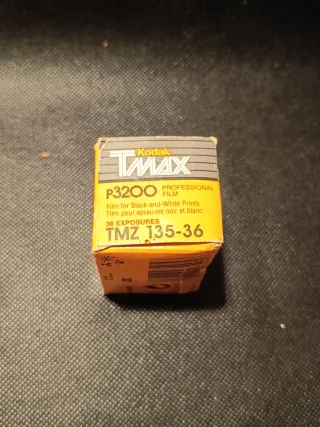 Kodak
TMAX
P3200 PROFESSIONAL FILM
Film for Black-and-White Prints
Film pour épreuves noir et blanc
36 EXPOSURES
TMZ 135-36